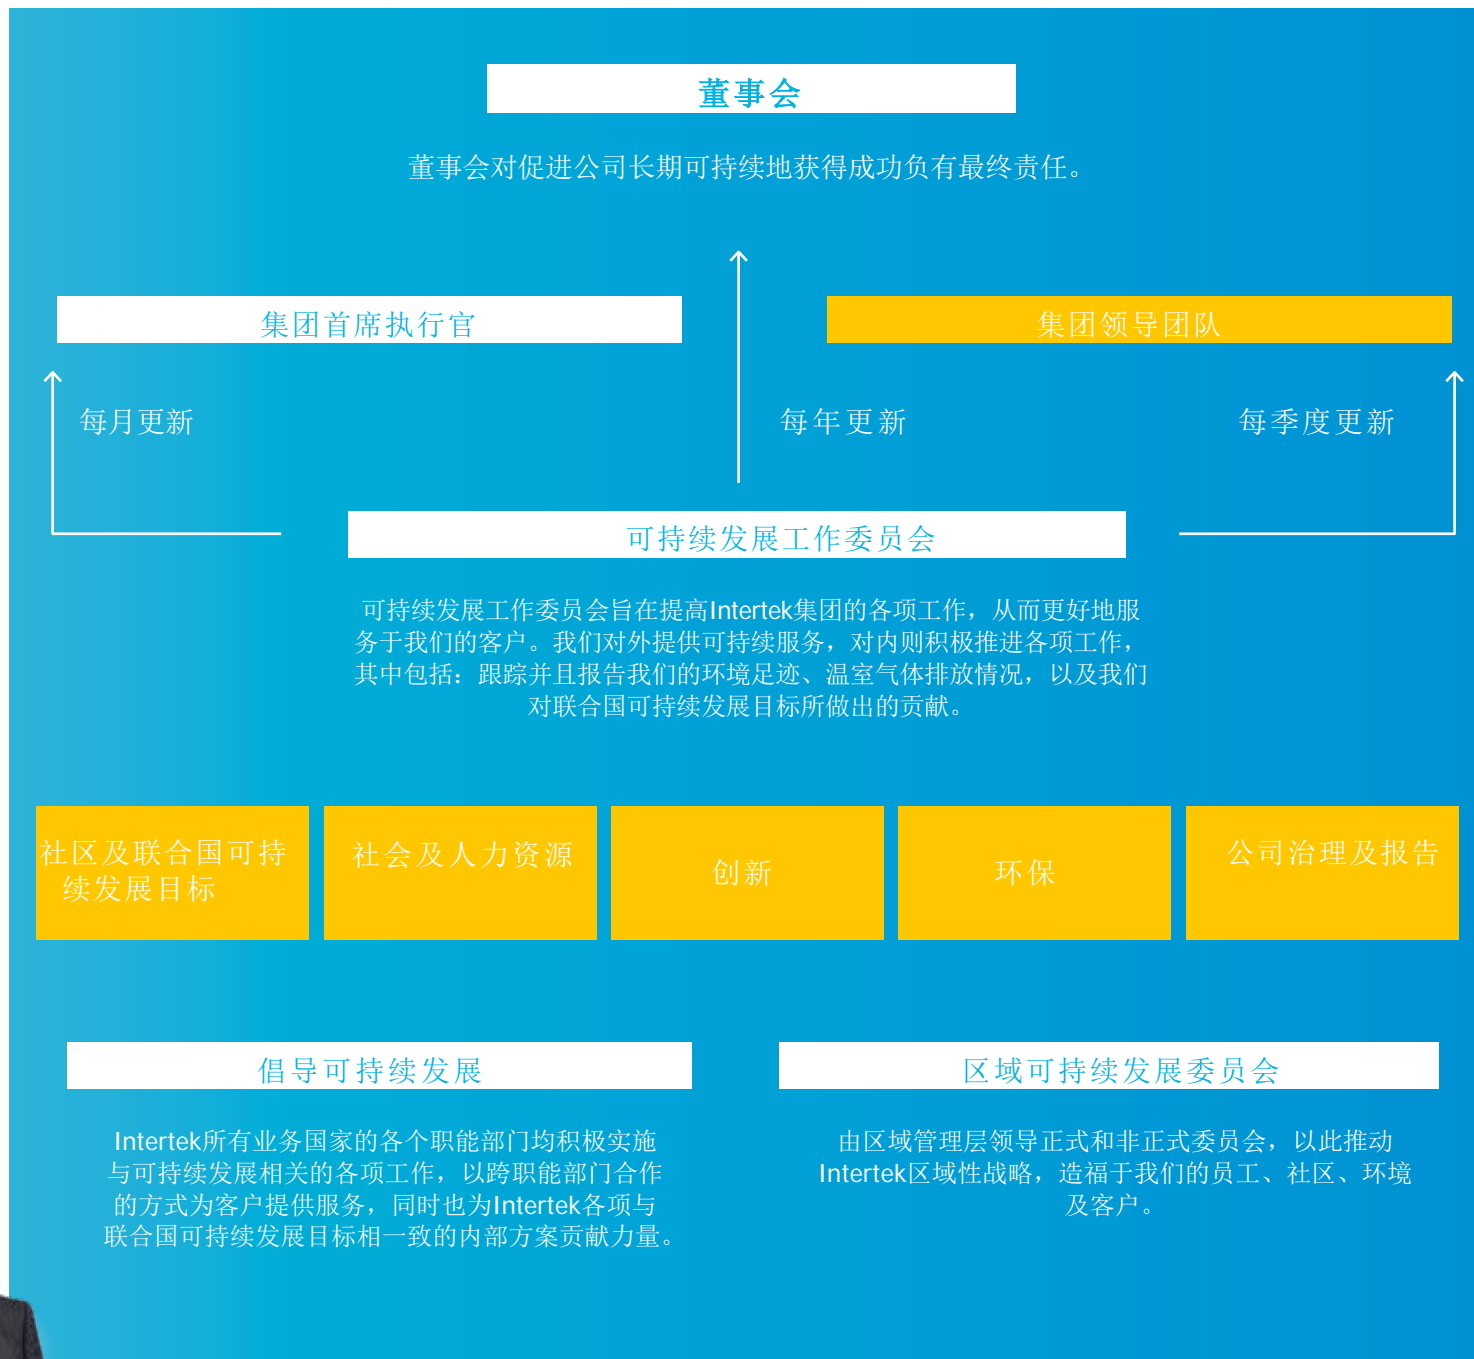 董事会
董事会对促进公司长期可持续地获得成功负有最终责任。
集团首席执行官
集团领导团队
每月更新
每年更新
每季度更新
可持续发展工作委员会
可持续发展工作委员会旨在提高Intertek集团的各项工作，从而更好地服
务于我们的客户。我们对外提供可持续服务，对内则积极推进各项工作，
其中包括：跟踪并且报告我们的环境足迹、温室气体排放情况，以及我们
对联合国可持续发展目标所做出的贡献。
社区及联合国可持
续发展目标
社会及人力资源
创新
环保
公司治理及报告
倡导可持续发展
Intertek所有业务国家的各个职能部门均积极实施
与可持续发展相关的各项工作，以跨职能部门合作
的方式为客户提供服务，同时也为Intertek各项与
联合国可持续发展目标相一致的内部方案贡献力量。
区域可持续发展委员会
由区域管理层领导正式和非正式委员会，以此推动
Intertek区域性战略，造福于我们的员工、社区、环境
及客户。